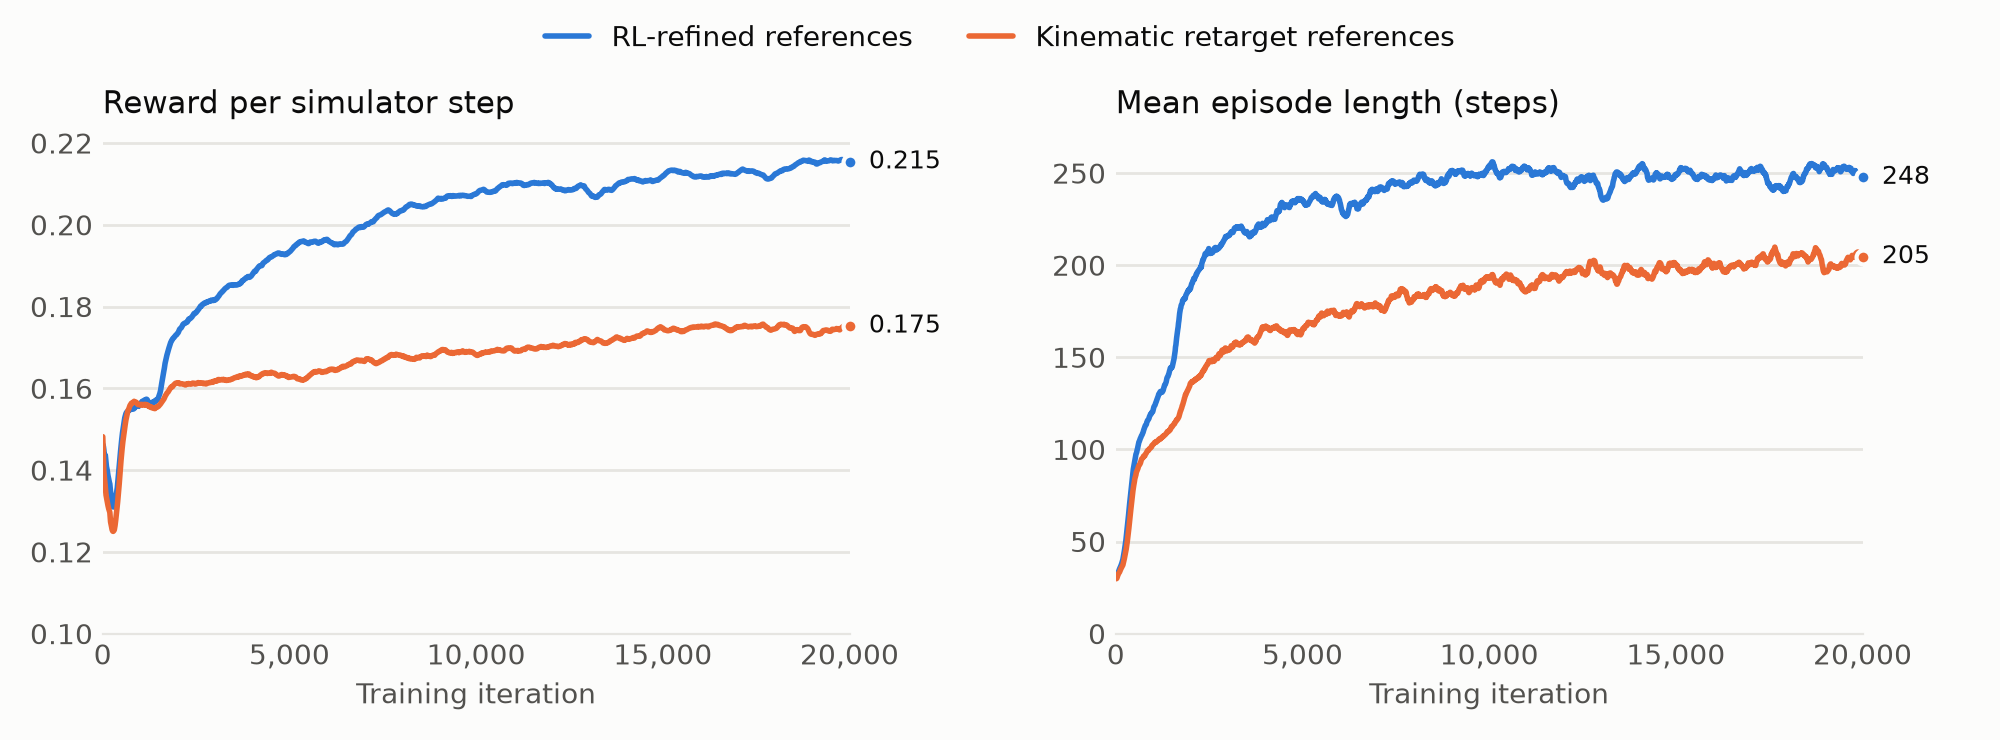 RL-refined references
Kinematic retarget references
Reward per simulator step
0.22
0.20
0.18
0.16
0.14
0.12
0.10
0.215
0.175
0 5,000 10,000 15,000 20,000
Training iteration
Mean episode length (steps)
250
200
150
100
50
0
248
205
0 5,000 10,000 15,000 20,000
Training iteration